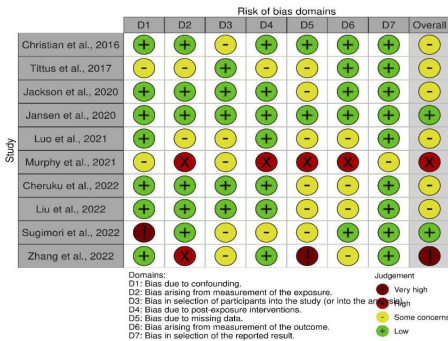 Risk of bias domains
D1 D2 D3 D4 D5 D6 D7 Overall
Study
Christian et., 2016 + + - + + + + -
Tittus et al., 2017 - - + - - + + -
Jackson et al., 2020 + + + + - + + -
Jansen et al., 2020 + + + + + + + +
Luo et al., 2021 + - - + - - + -
Murphy et al., 2021 - X - X X X - X
Cheruku et al., 2022 + + + + - - + -
Liu et al., 2022 + + + + - - + -
Sugimori et al., 2022 ! + - - - + + +
Zhang et al., 2022 + X - + ! - + !
Domains:
D1: Bias due to confounding.
D2: Bias arising from measurement of the exposure.
D3: Bias in selection of participants into the study (or into the analysis).
D4: Bias due to post-exposure interventions.
D5: Bias due to missing data.
D6: Bias arising from measurement of the outcome.
D7: Bias in selection of the reported result.
Judgement
! Very high
X High
- Some concerns
+ Low